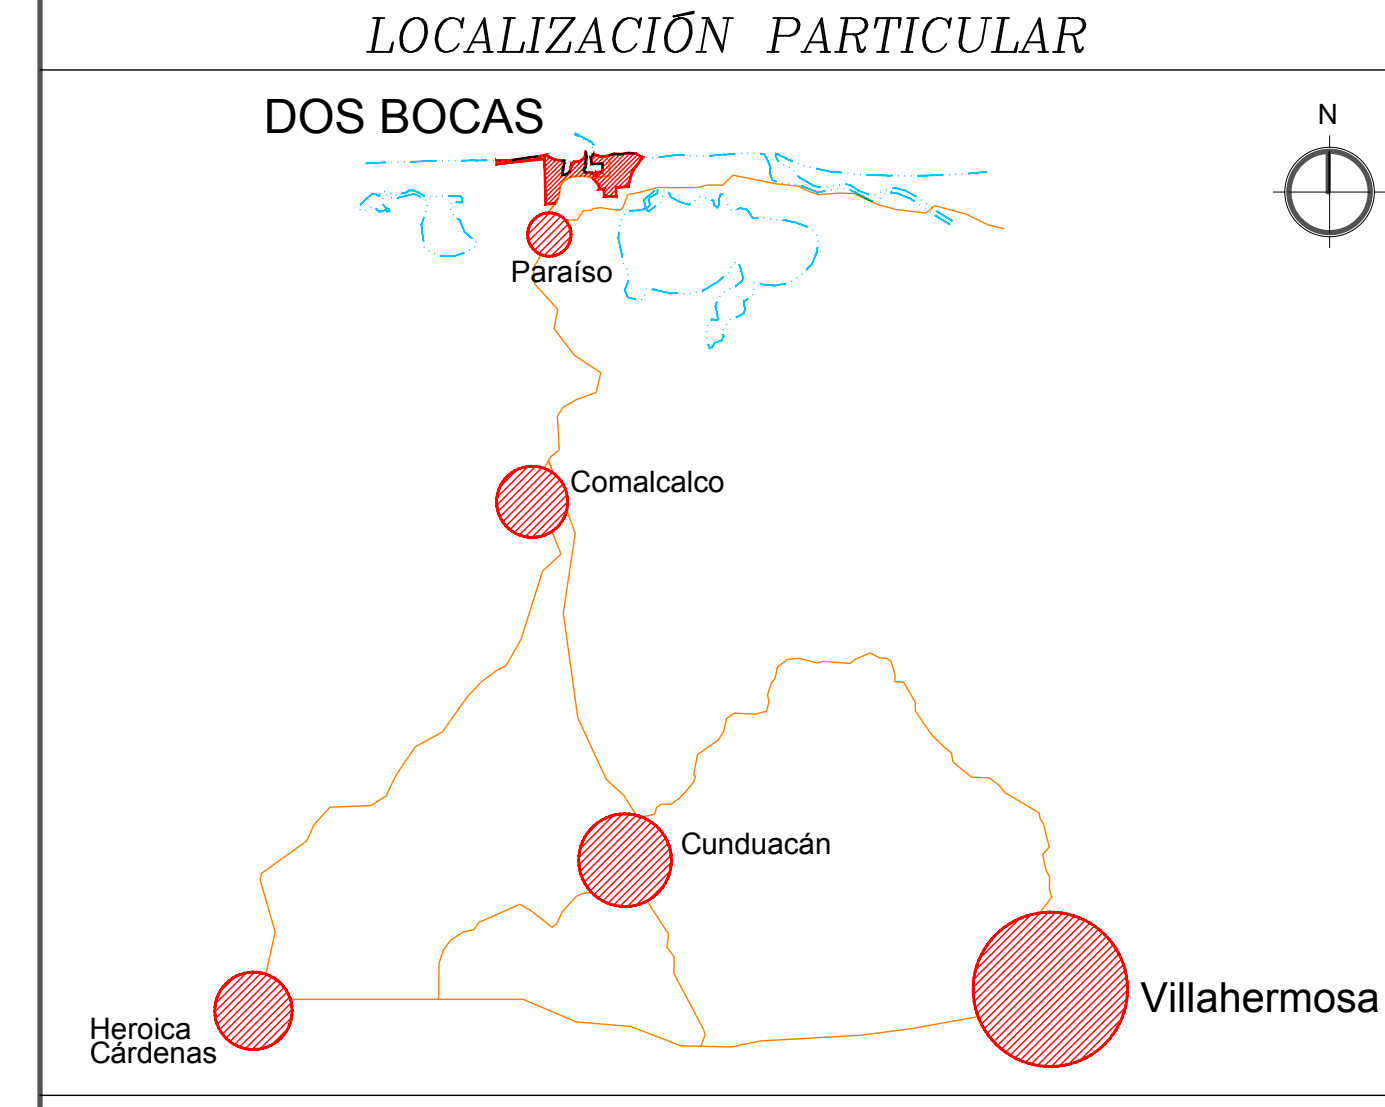 LOCALIZACIÓN PARTICULAR
DOS BOCAS
N
Paraíso
Comalcalco
Cunduacán
Villahermosa
Heroica
Cárdenas